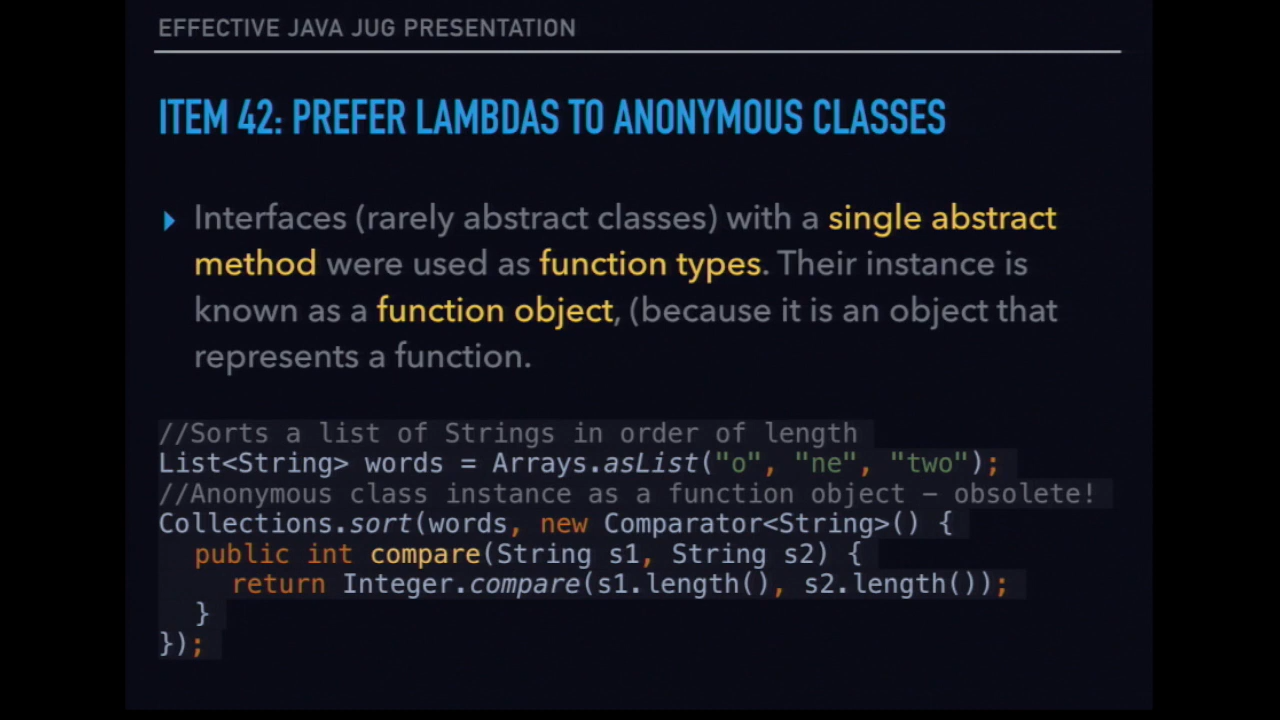 EFFECTIVE JAVA JUG PRESENTATION
ITEM 42: PREFER LAMBDAS TO ANONYMOUS CLASSES
Interfaces (rarely abstract classes) with a single abstract
method were used as function types. Their instance is
known as a function object, (because it is an object that
represents a function.
//Sorts a list of Strings in order of length
List<String> words = Arrays.asList("o", "ne", "two");
//Anonymous class instance as a function object – obsolete!
Collections.sort(words, new Comparator<String>() {
public int compare(String s1, String s2) {
return Integer.compare(s1.length(), s2.length());
}
});